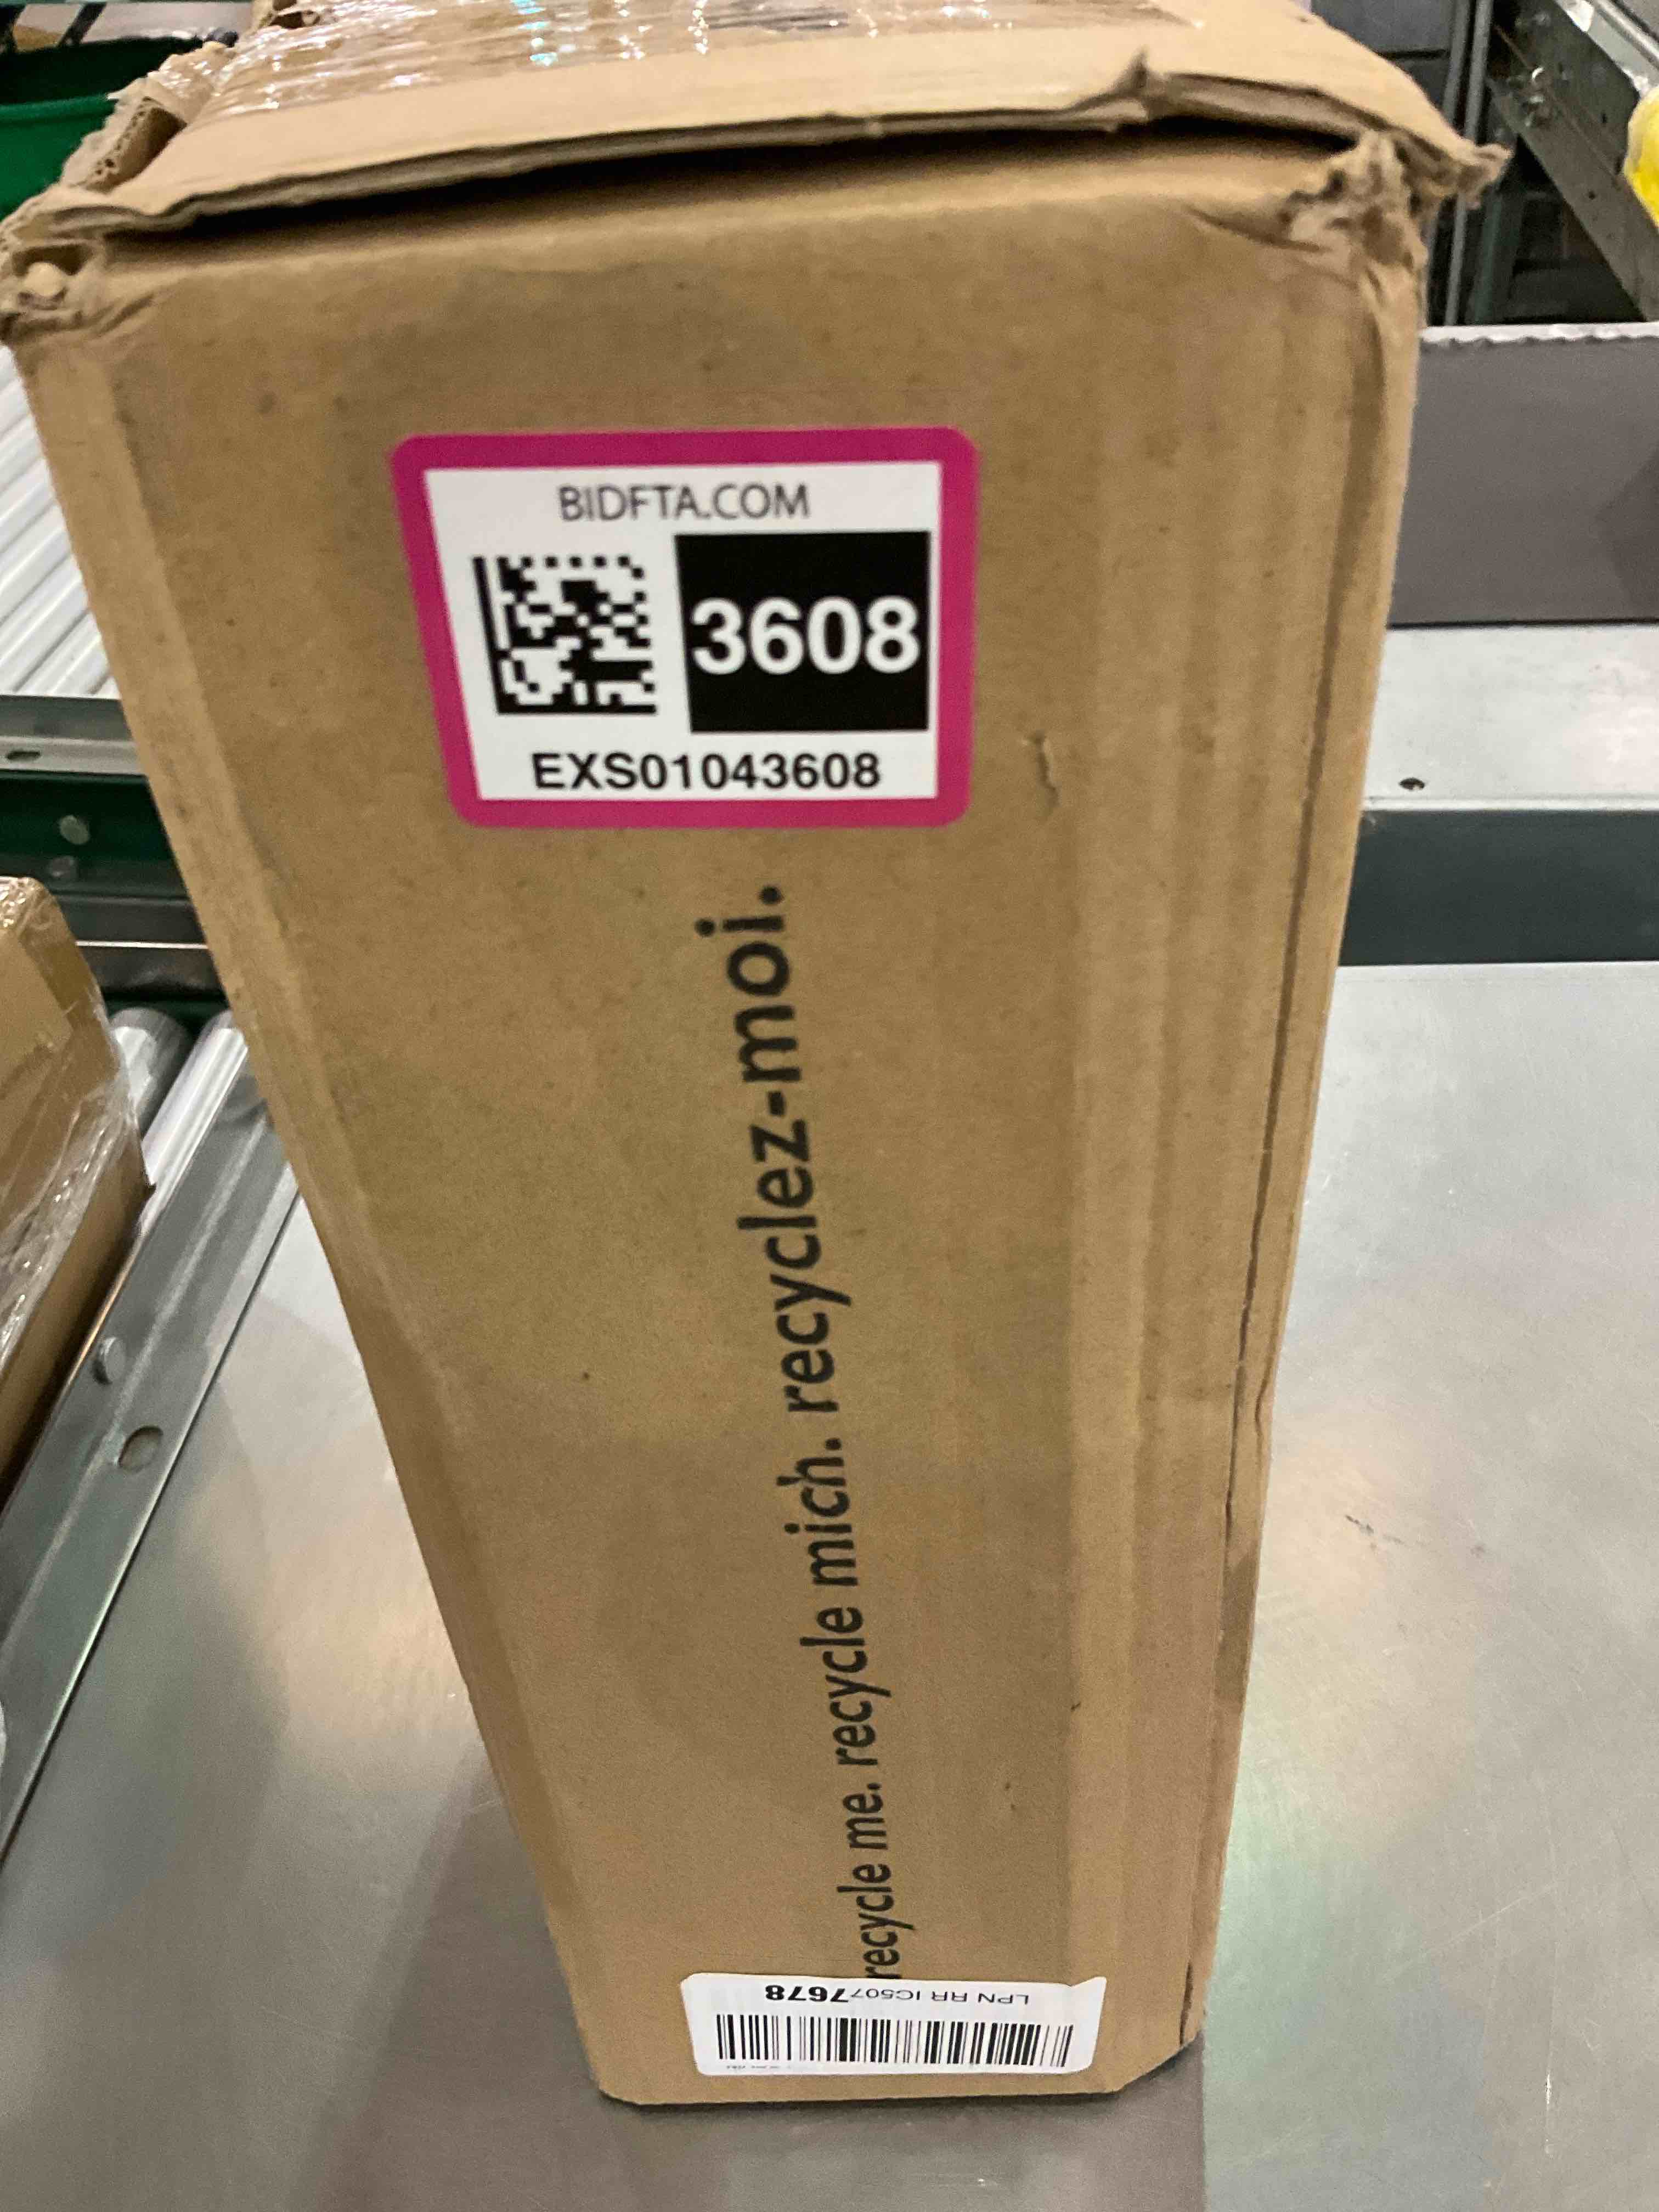 BIDFTA.COM
3608
EXS01043608
recycle me. recycle mich. recyclez-moi.
LPN RR IC5077678